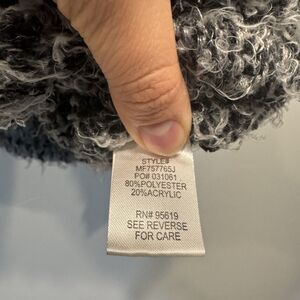 STYLE#
MF757765J
PO# 031061
80%POLYESTER
20%ACRYLIC
RN# 95619
SEE REVERSE
FOR CARE